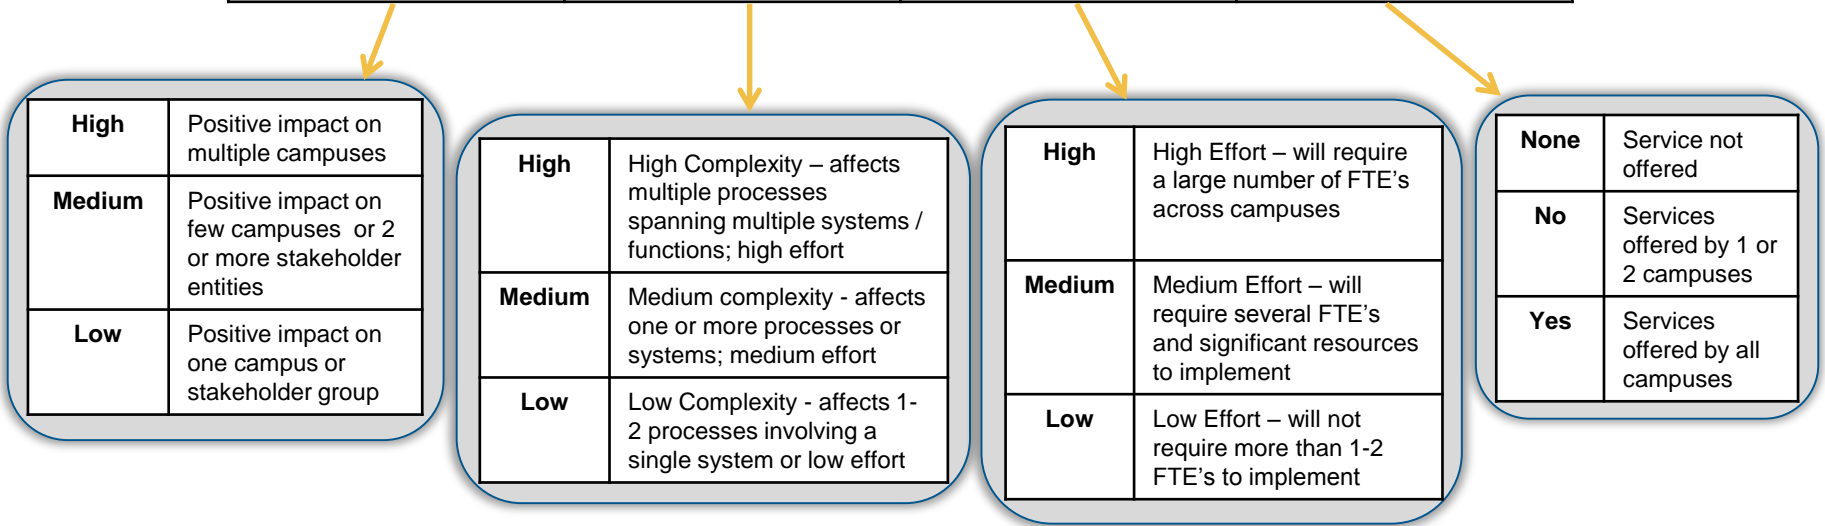 High
Positive impact on
multiple campuses
Medium
Positive impact on
few campuses  or 2
or more stakeholder
entities
Low
Positive impact on
one campus or
stakeholder group
High
High Complexity – affects
multiple processes
spanning multiple systems /
functions; high effort
Medium
Medium complexity - affects
one or more processes or
systems; medium effort
Low
Low Complexity - affects 1-
2 processes involving a
single system or low effort
High
High Effort – will require
a large number of FTE’s
across campuses
Medium
Medium Effort – will
require several FTE’s
and significant resources
to implement
Low
Low Effort – will not
require more than 1-2
FTE’s to implement
None
Service not
offered
No
Services
offered by 1 or
2 campuses
Yes
Services
offered by all
campuses